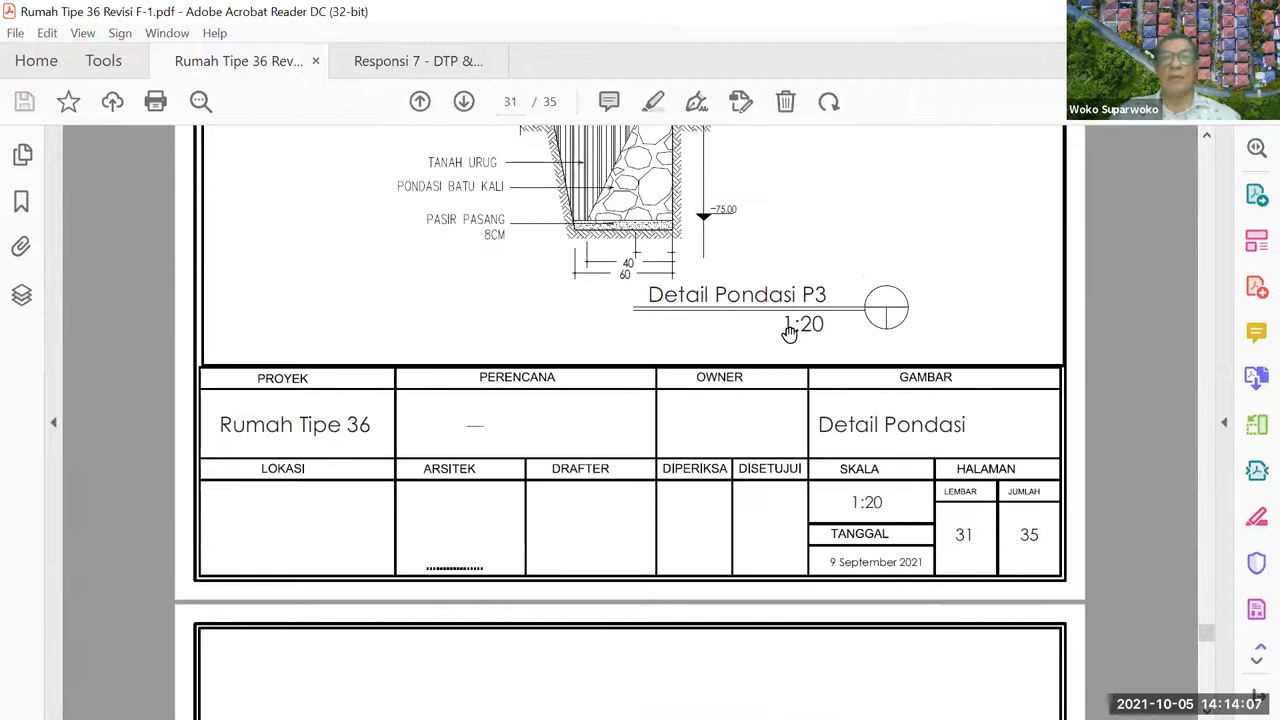 Rumah Tipe 36 Revisi F-1.pdf - Adobe Acrobat Reader DC (32-bit)
File Edit View Sign Window Help
Home Tools Rumah Tipe 36 Rev... × Responsi 7 - DTP &...
31 / 35
Woko Suparwoko
TANAH URUG
PONDASI BATU KALI
PASIR PASANG
8CM
-75.00
40
60
Detail Pondasi P3
1:20
PROYEK PERENCANA OWNER GAMBAR
Rumah Tipe 36 — Detail Pondasi
LOKASI ARSITEK DRAFTER DIPERIKSA DISETUJUI SKALA HALAMAN
LEMBAR JUMLAH
1:20
TANGGAL 31 35
9 September 2021
2021-10-05 14:14:07